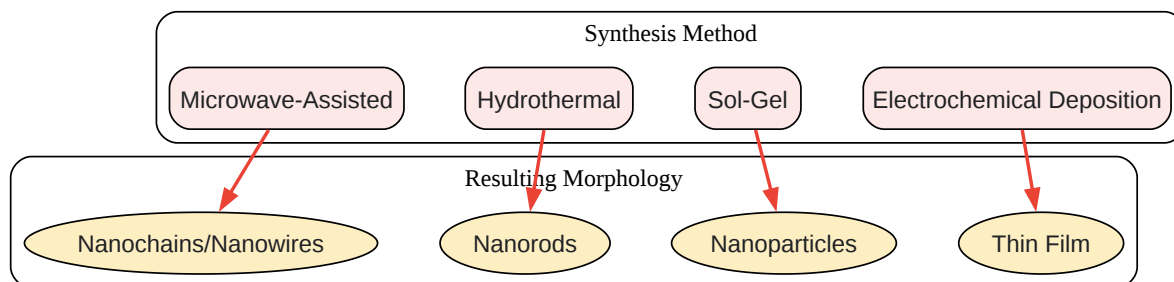 Synthesis Method
Microwave-Assisted
Hydrothermal
Sol-Gel
Electrochemical Deposition
Resulting Morphology
Nanochains/Nanowires
Nanorods
Nanoparticles
Thin Film